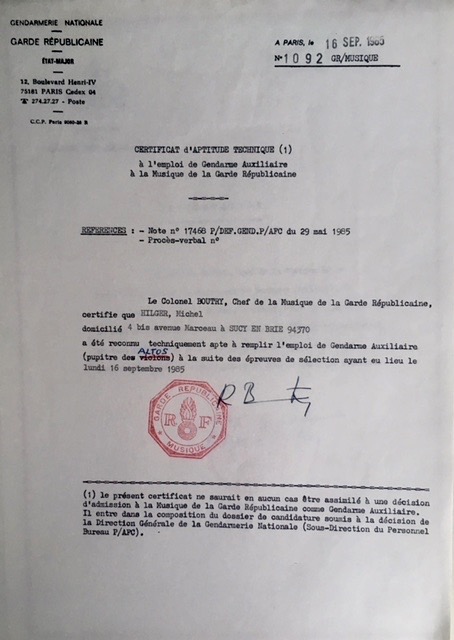 GENDARMERIE NATIONALE
GARDE RÉPUBLICAINE
ÉTAT-MAJOR
12, Boulevard Henri-IV
75181 PARIS Cedex 04
☎ 274.27.27 - Poste
C.C.P. Paris 9060-26 R
A PARIS, le 16 SEP. 1985
N° 1092 GR/MUSIQUE
CERTIFICAT d'APTITUDE TECHNIQUE (1)
à l'emploi de Gendarme Auxiliaire
à la Musique de la Garde Républicaine
REFERENCES : - Note n° 17468 P/DEF.GEND.P/AFC du 29 mai 1985
- Procès-verbal n°
Le Colonel BOUTRY, Chef de la Musique de la Garde Républicaine,
certifie que HILGER, Michel
domicilié 4 bis avenue Marceau à SUCY EN BRIE 94370
a été reconnu techniquement apte à remplir l'emploi de Gendarme Auxiliaire
ALTOS
(pupitre des violons) à la suite des épreuves de sélection ayant eu lieu le
lundi 16 septembre 1985
GARDE RÉPUBLICAINE
R F
MUSIQUE
(1) le présent certificat ne saurait en aucun cas être assimilé à une décision
d'admission à la Musique de la Garde Républicaine comme Gendarme Auxiliaire.
Il entre dans la composition du dossier de candidature soumis à la décision de
la Direction Générale de la Gendarmerie Nationale (Sous-Direction du Personnel
Bureau P/AFC).